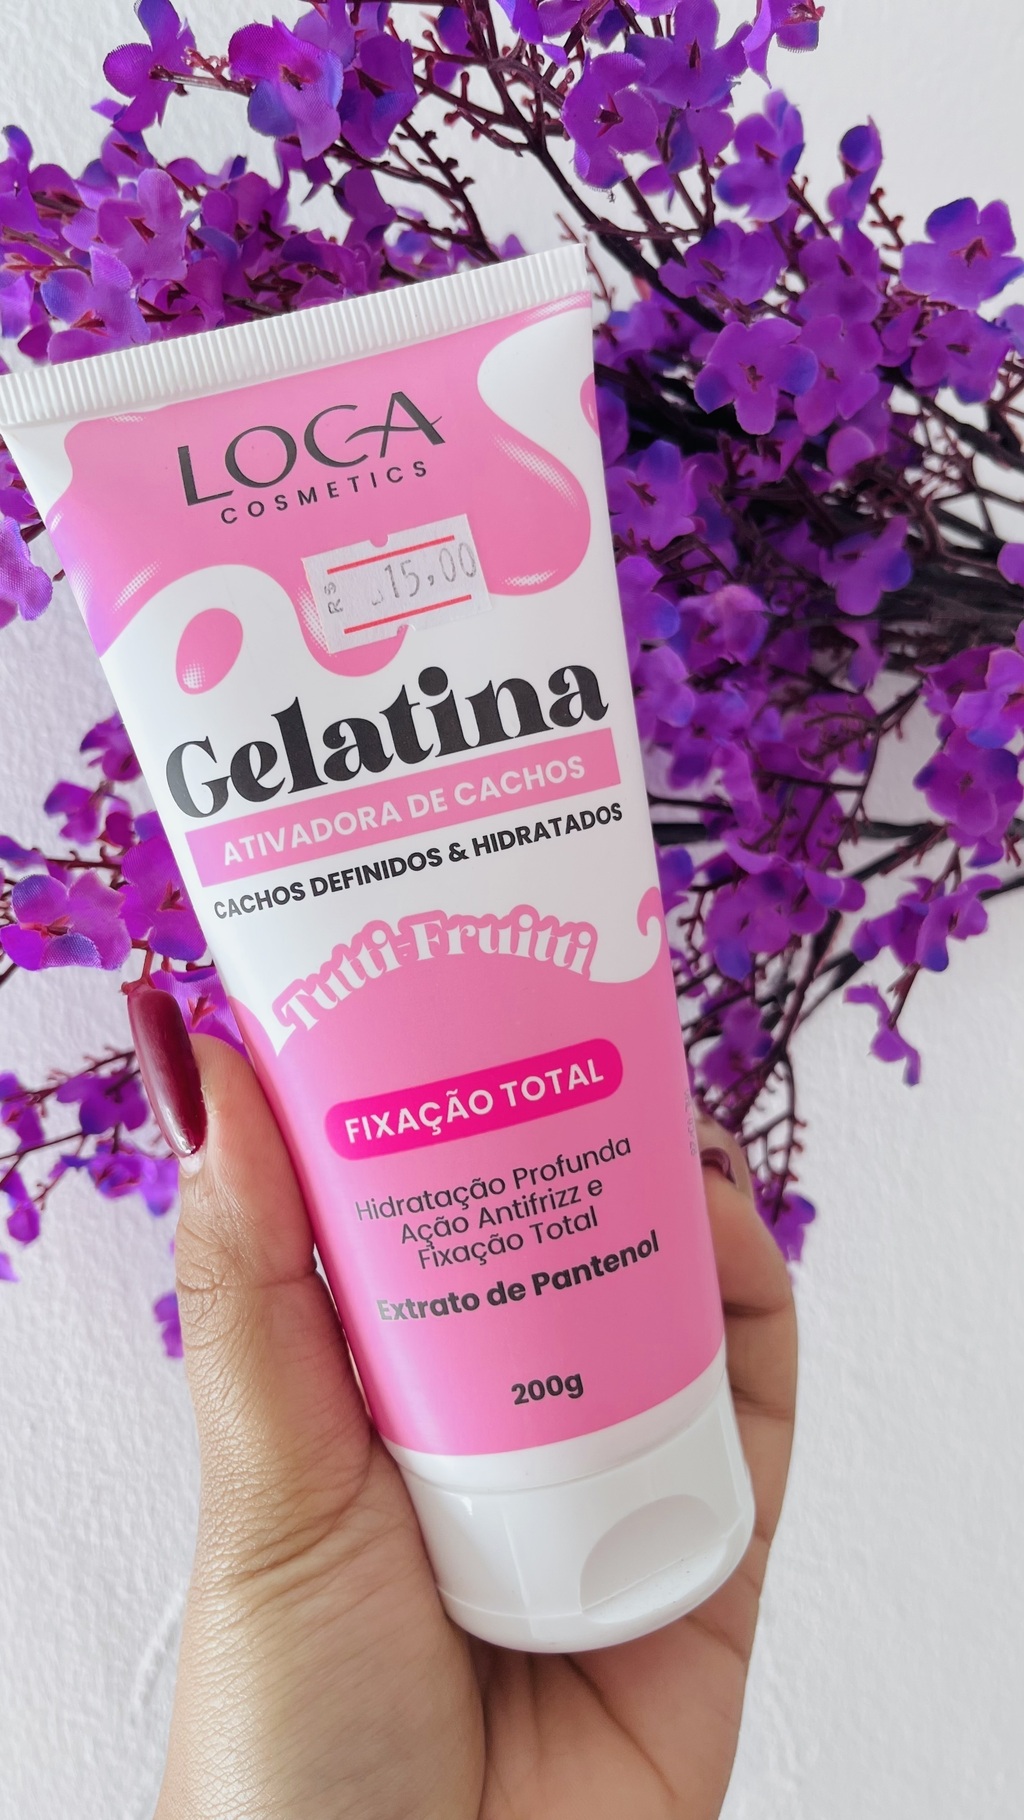 LOCA
COSMETICS
R$ 15,00
Gelatina
ATIVADORA DE CACHOS
CACHOS DEFINIDOS & HIDRATADOS
Tutti-Fruitti
FIXAÇÃO TOTAL
Hidratação Profunda
Ação Antifrizz e
Fixação Total
Extrato de Pantenol
200g